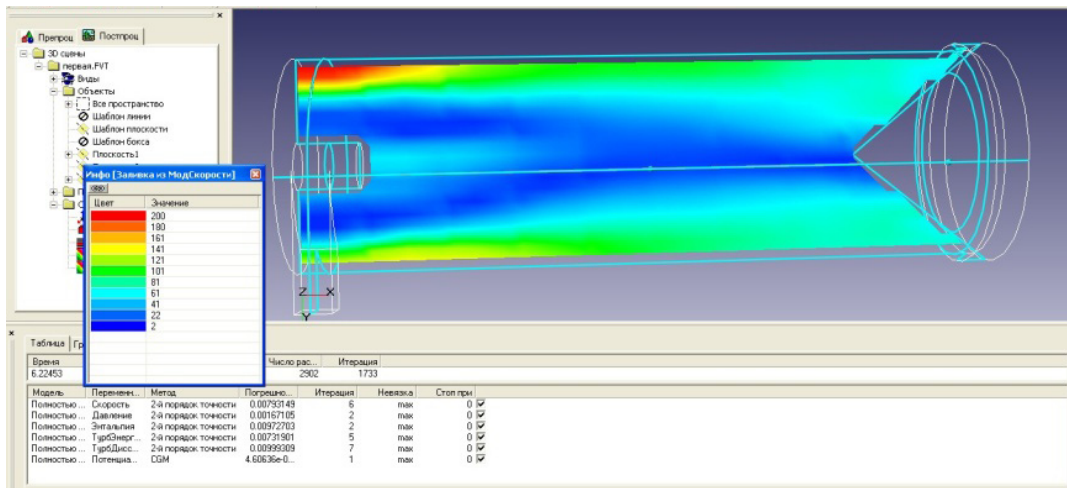 Препроц Постпроц
3D сцены
первая.FVT
Виды
Объекты
Все пространство
Шаблон линии
Шаблон плоскости
Шаблон бокса
Плоскость1
Инфо [Заливка из МодСкорости]
Цвет Значение
200
180
161
141
121
101
81
61
41
22
2
Z X
Y
Таблица Гр
Время Число рас... Итерация
6.22453 2902 1733
Модель Переменн... Метод Погрешно... Итерация Невязка Стоп при
Полностью ... Скорость 2-й порядок точности 0.00793149 6 max 0
Полностью ... Давление 2-й порядок точности 0.00167105 2 max 0
Полностью ... Энтальпия 2-й порядок точности 0.00972703 2 max 0
Полностью ... ТурбЭнерг... 2-й порядок точности 0.00731901 5 max 0
Полностью ... ТурбДисс... 2-й порядок точности 0.00999309 7 max 0
Полностью ... Потенциа... CGM 4.60636e-0... 1 max 0